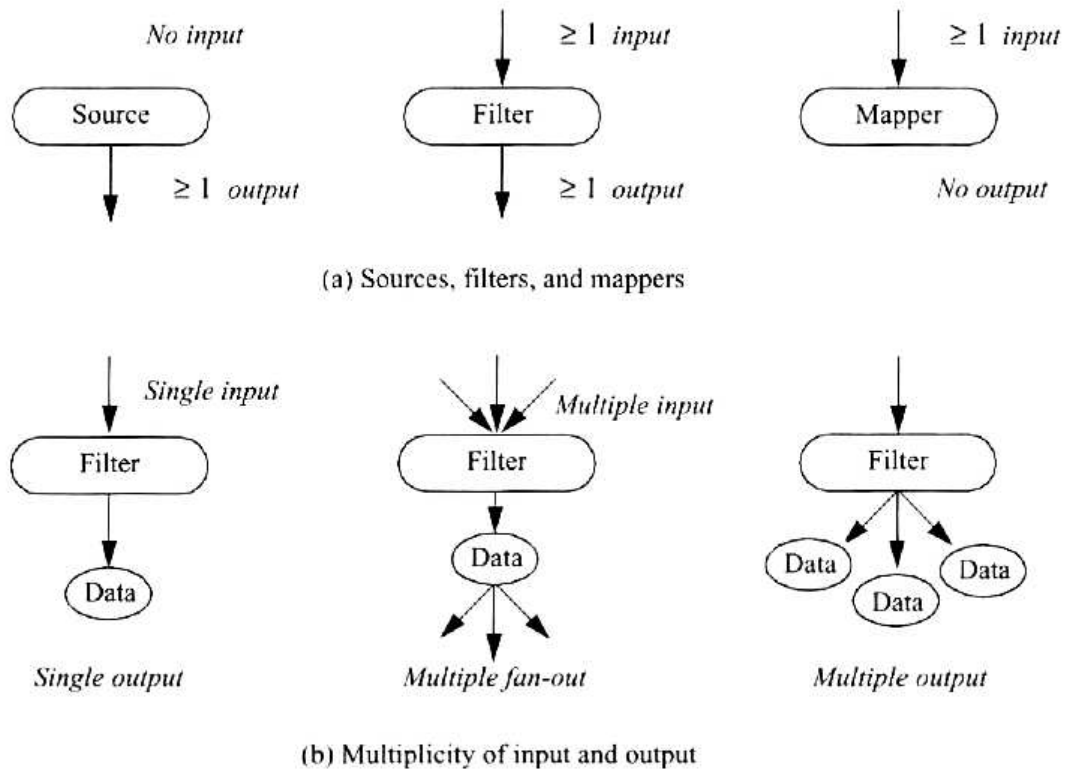 No input
≥ 1 input
≥ 1 input
Source
Filter
Mapper
≥ 1 output
≥ 1 output
No output
(a) Sources, filters, and mappers
Single input
Multiple input
Filter
Filter
Filter
Data
Data
Data
Data
Data
Single output
Multiple fan-out
Multiple output
(b) Multiplicity of input and output